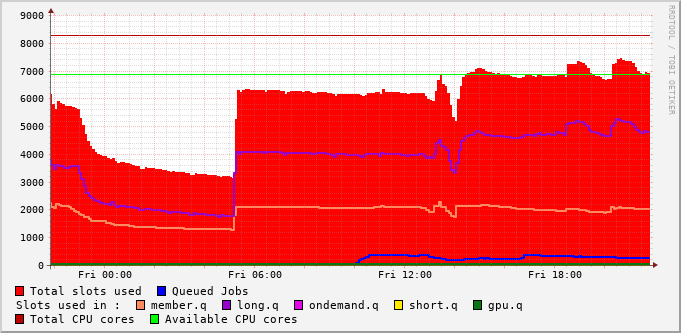 9000
8000
7000
6000
5000
4000
3000
2000
1000
0
Fri 00:00 Fri 06:00 Fri 12:00 Fri 18:00
RRDTOOL / TOBI OETIKER
Total slots used Queued Jobs
Slots used in : member.q long.q ondemand.q short.q gpu.q
Total CPU cores Available CPU cores